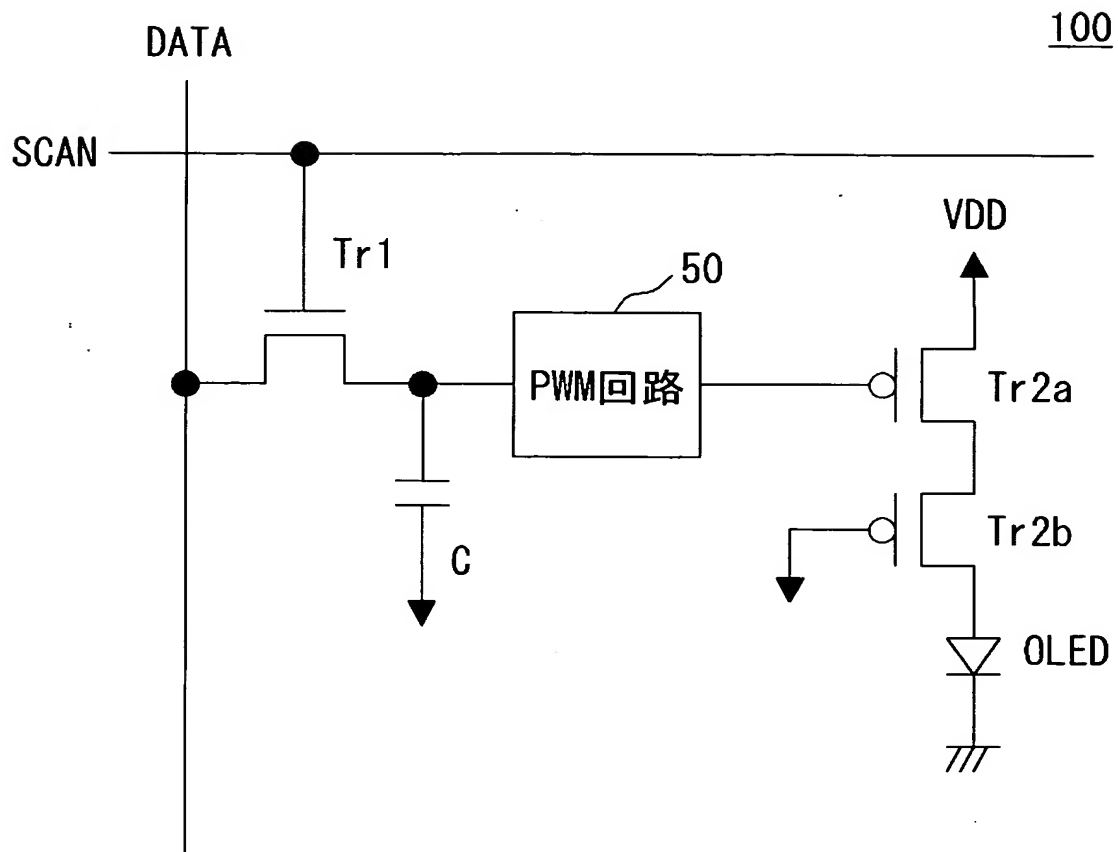 100
DATA
SCAN
VDD
Tr1
50
PWM回路
Tr2a
Tr2b
C
OLED